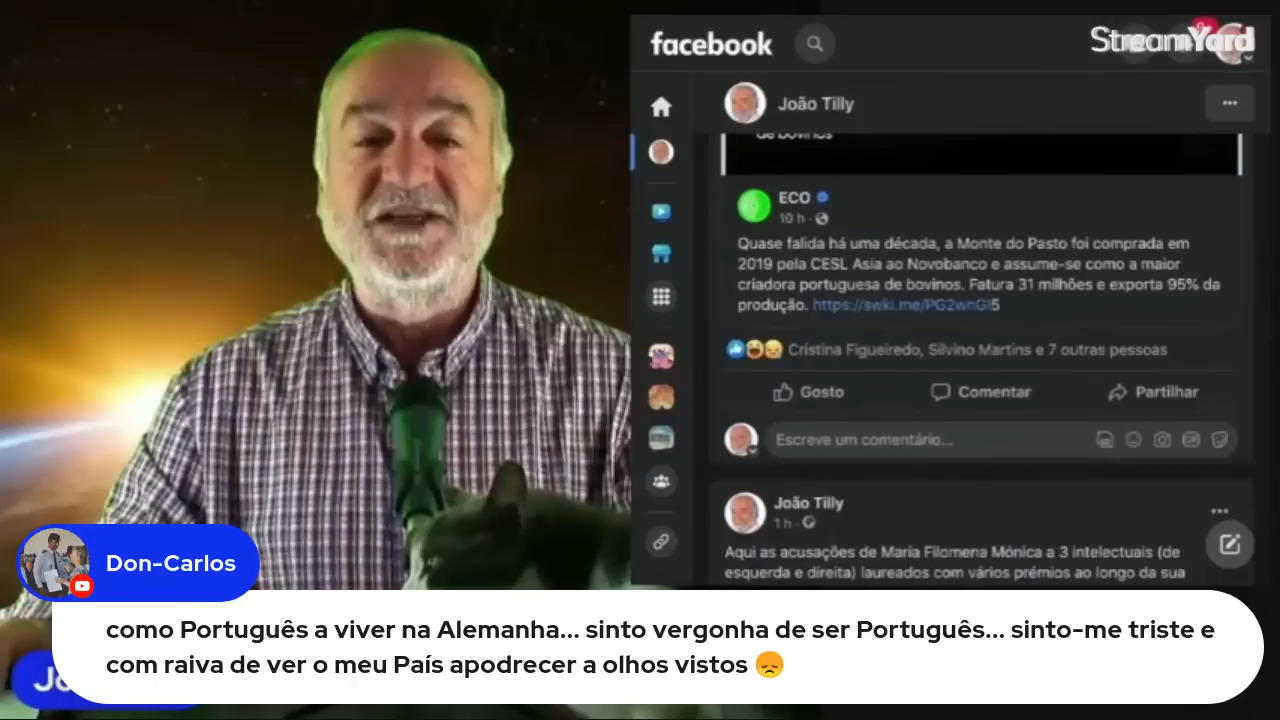 facebook
StreamYard
João Tilly
de bovinos
ECO
10 h
Quase falida há uma década, a Monte do Pasto foi comprada em
2019 pela CESL Asia ao Novobanco e assume-se como a maior
criadora portuguesa de bovinos. Fatura 31 milhões e exporta 95% da
produção. https://swki.me/PG2wnGI5
Cristina Figueiredo, Silvino Martins e 7 outras pessoas
Gosto Comentar Partilhar
Escreve um comentário...
João Tilly
1 h
Aqui as acusações de Maria Filomena Mónica a 3 intelectuais (de
esquerda e direita) laureados com vários prémios ao longo da sua
Don-Carlos
como Português a viver na Alemanha... sinto vergonha de ser Português... sinto-me triste e
com raiva de ver o meu País apodrecer a olhos vistos 😞